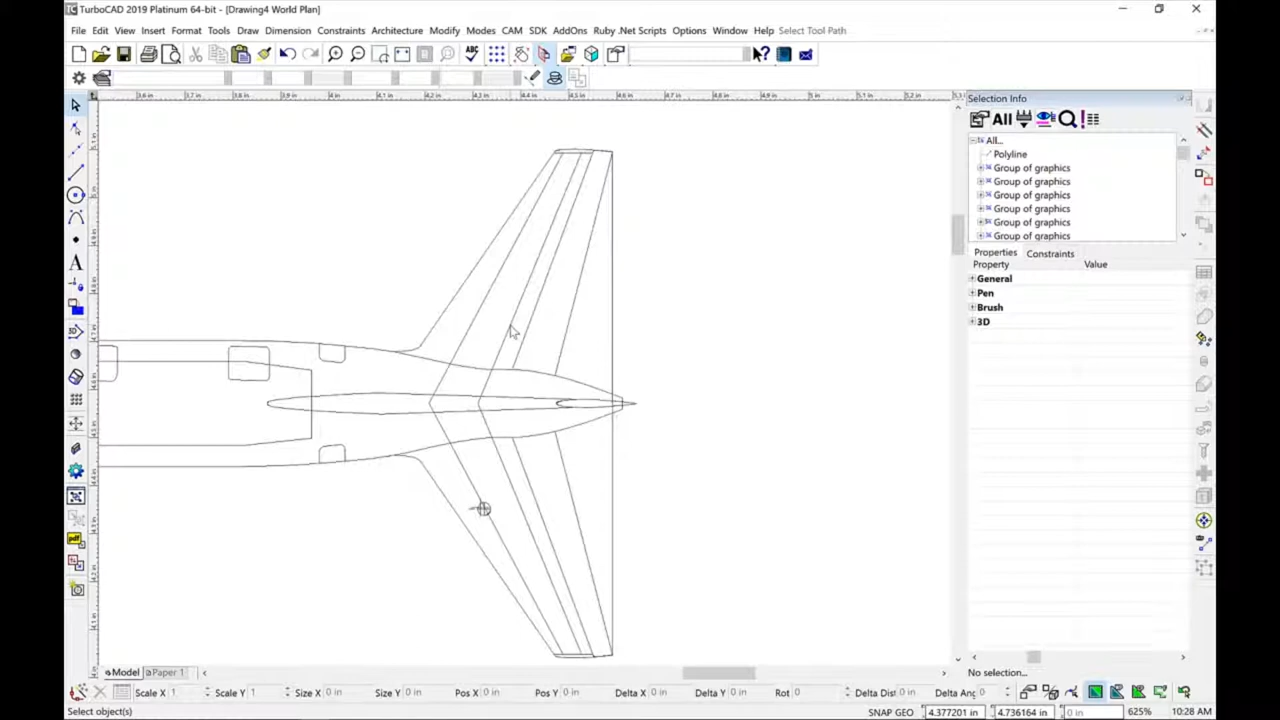 TurboCAD 2019 Platinum 64-bit - [Drawing4 World Plan]
File Edit View Insert Format Tools Draw Dimension Constraints Architecture Modify Modes CAM SDK AddOns Ruby .Net Scripts Options Window Help Select Tool Path
Selection Info
All
All...
Polyline
Group of graphics
Group of graphics
Group of graphics
Group of graphics
Group of graphics
Group of graphics
Properties Constraints
Property Value
General
Pen
Brush
3D
Model Paper 1
No selection...
Scale X 1 Scale Y 1 Size X 0 in Size Y 0 in Pos X 0 in Pos Y 0 in Delta X 0 in Delta Y 0 in Rot 0 Delta Dist 0 in Delta Ang 0
Select object(s) SNAP GEO 4.377201 in 4.736164 in 0 in 625% 10:28 AM